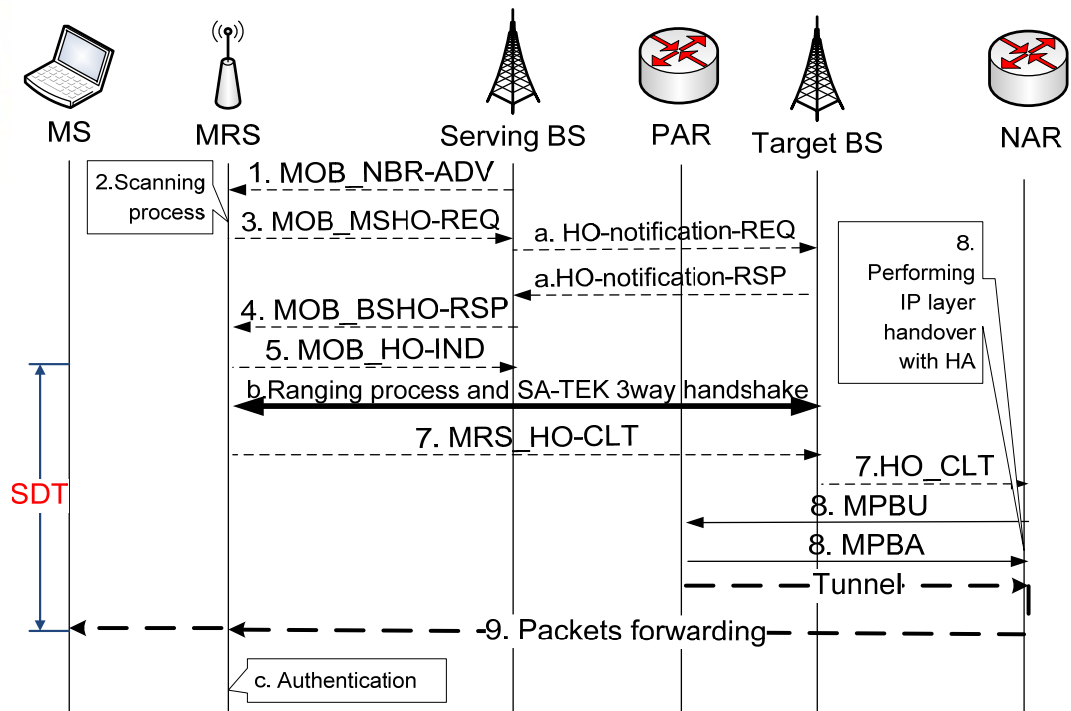 MS
MRS
Serving BS
PAR
Target BS
NAR
2.Scanning
process
1. MOB_NBR-ADV
3. MOB_MSHO-REQ
a. HO-notification-REQ
a.HO-notification-RSP
4. MOB_BSHO-RSP
5. MOB_HO-IND
8.
Performing
IP layer
handover
with HA
b.Ranging process and SA-TEK 3way handshake
7. MRS_HO-CLT
7.HO_CLT
SDT
8. MPBU
8. MPBA
Tunnel
9. Packets forwarding
c. Authentication